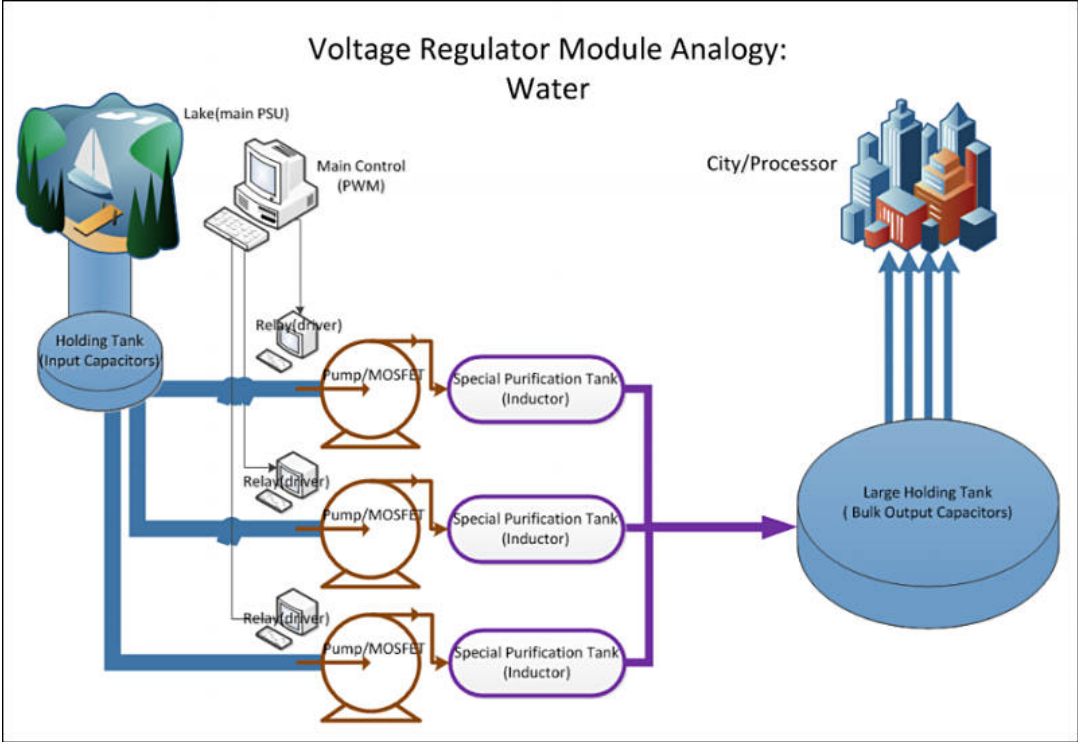 Voltage Regulator Module Analogy:
Water
Lake(main PSU)
Main Control
(PWM)
City/Processor
Relay(driver)
Holding Tank
(Input Capacitors)
Pump/MOSFET
Special Purification Tank
(Inductor)
Relay(driver)
Pump/MOSFET
Special Purification Tank
(Inductor)
Large Holding Tank
( Bulk Output Capacitors)
Relay(driver)
Pump/MOSFET
Special Purification Tank
(Inductor)